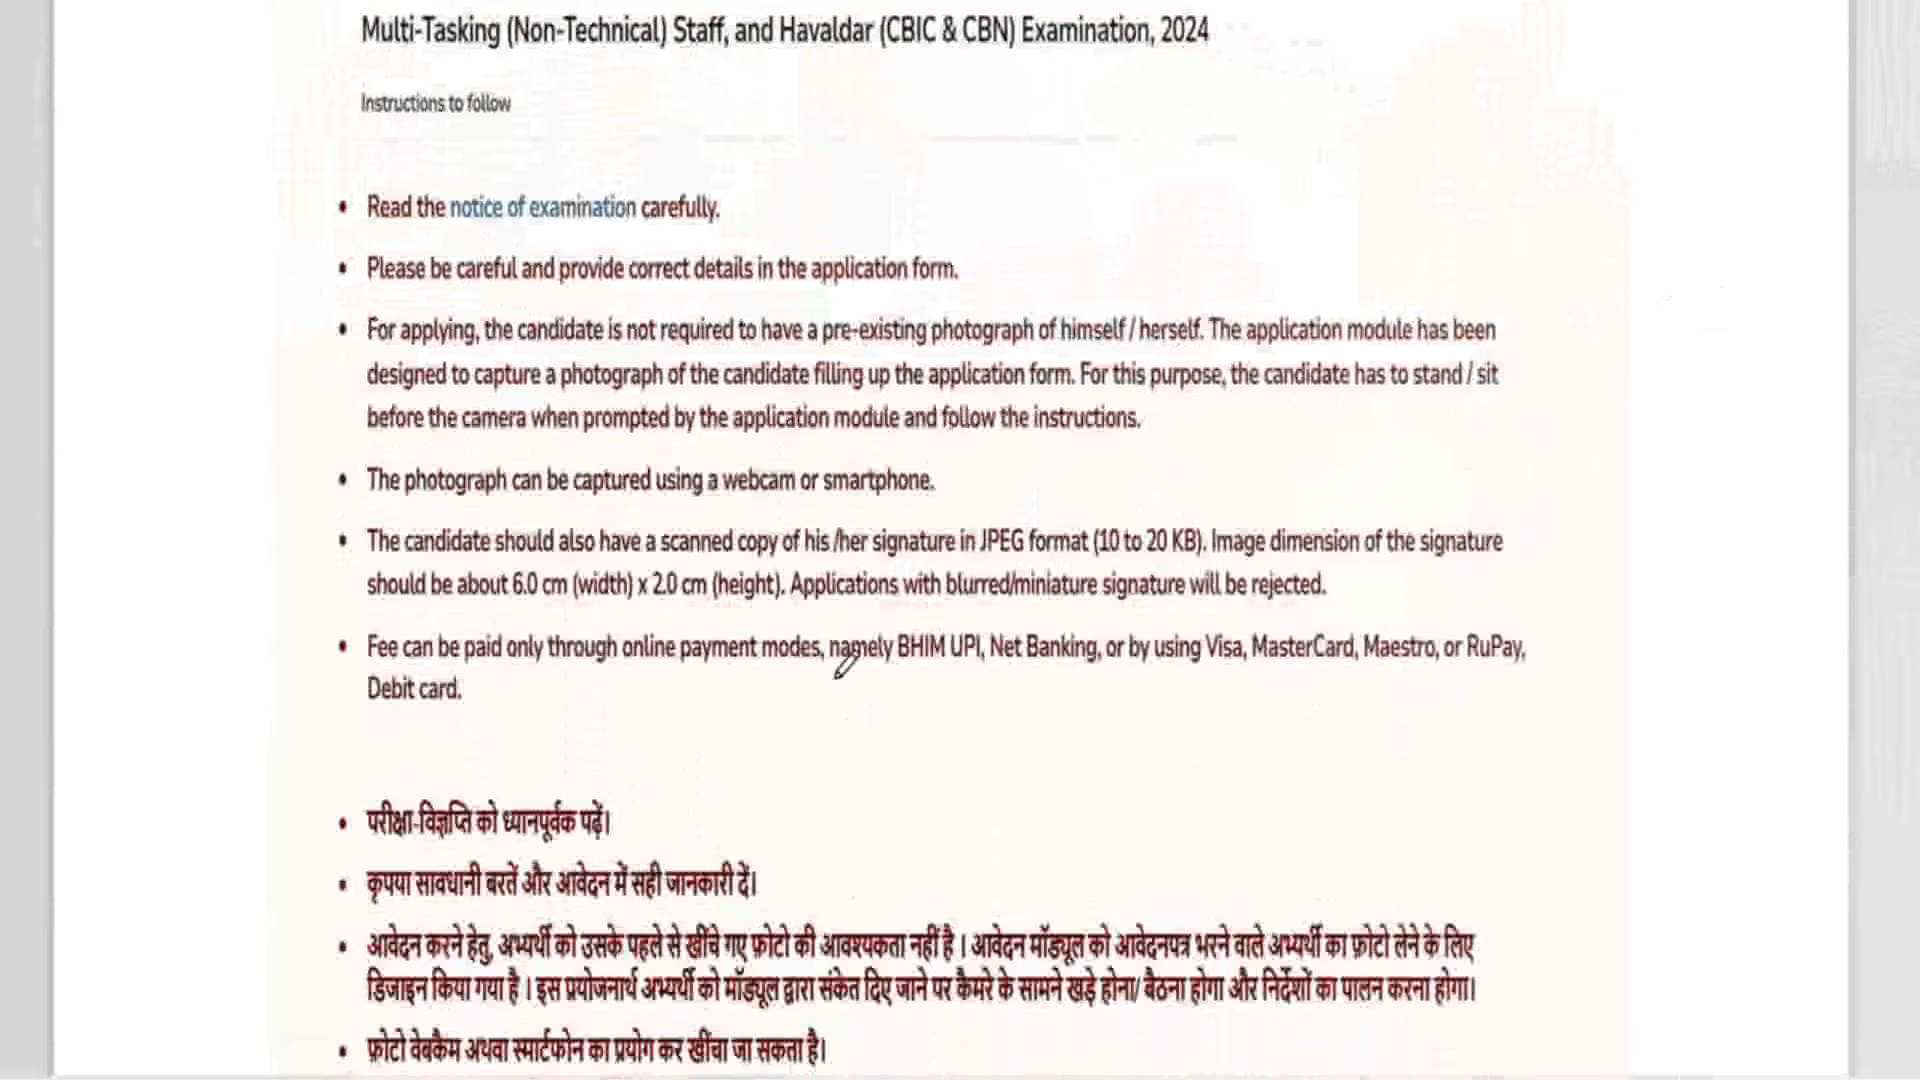 Multi-Tasking (Non-Technical) Staff, and Havaldar (CBIC & CBN) Examination, 2024
Instructions to follow
• Read the notice of examination carefully.
• Please be careful and provide correct details in the application form.
• For applying, the candidate is not required to have a pre-existing photograph of himself / herself. The application module has been
designed to capture a photograph of the candidate filling up the application form. For this purpose, the candidate has to stand / sit
before the camera when prompted by the application module and follow the instructions.
• The photograph can be captured using a webcam or smartphone.
• The candidate should also have a scanned copy of his /her signature in JPEG format (10 to 20 KB). Image dimension of the signature
should be about 6.0 cm (width) x 2.0 cm (height). Applications with blurred/miniature signature will be rejected.
• Fee can be paid only through online payment modes, namely BHIM UPI, Net Banking, or by using Visa, MasterCard, Maestro, or RuPay,
Debit card.
• परीक्षा-विज्ञप्ति को ध्यानपूर्वक पढ़ें।
• कृपया सावधानी बरतें और आवेदन में सही जानकारी दें।
• आवेदन करने हेतु, अभ्यर्थी को उसके पहले से खींचे गए फ़ोटो की आवश्यकता नहीं है । आवेदन मॉड्यूल को आवेदनपत्र भरने वाले अभ्यर्थी का फ़ोटो लेने के लिए
डिजाइन किया गया है । इस प्रयोजनार्थ अभ्यर्थी को मॉड्यूल द्वारा संकेत दिए जाने पर कैमरे के सामने खड़े होना/ बैठना होगा और निर्देशों का पालन करना होगा।
• फ़ोटो वेबकैम अथवा स्मार्टफोन का प्रयोग कर खींचा जा सकता है।